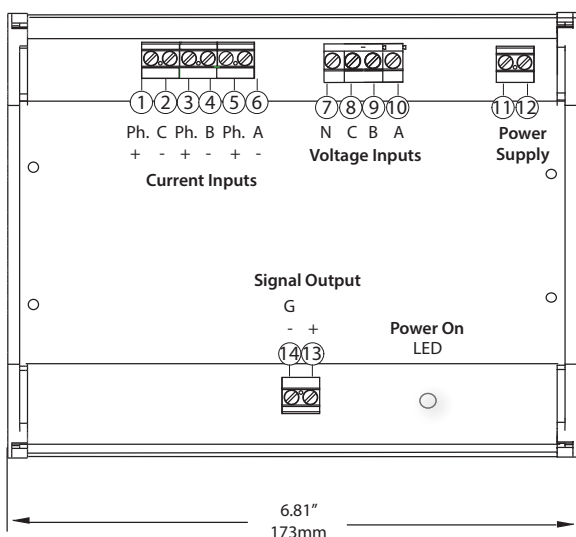 1 2 3 4 5 6 7 8 9 10 11 12
Ph. C Ph. B Ph. A N C B A Power
+ - + - + - Voltage Inputs Supply
Current Inputs
Signal Output
G
- + Power On
14 13 LED
6.81”
173mm